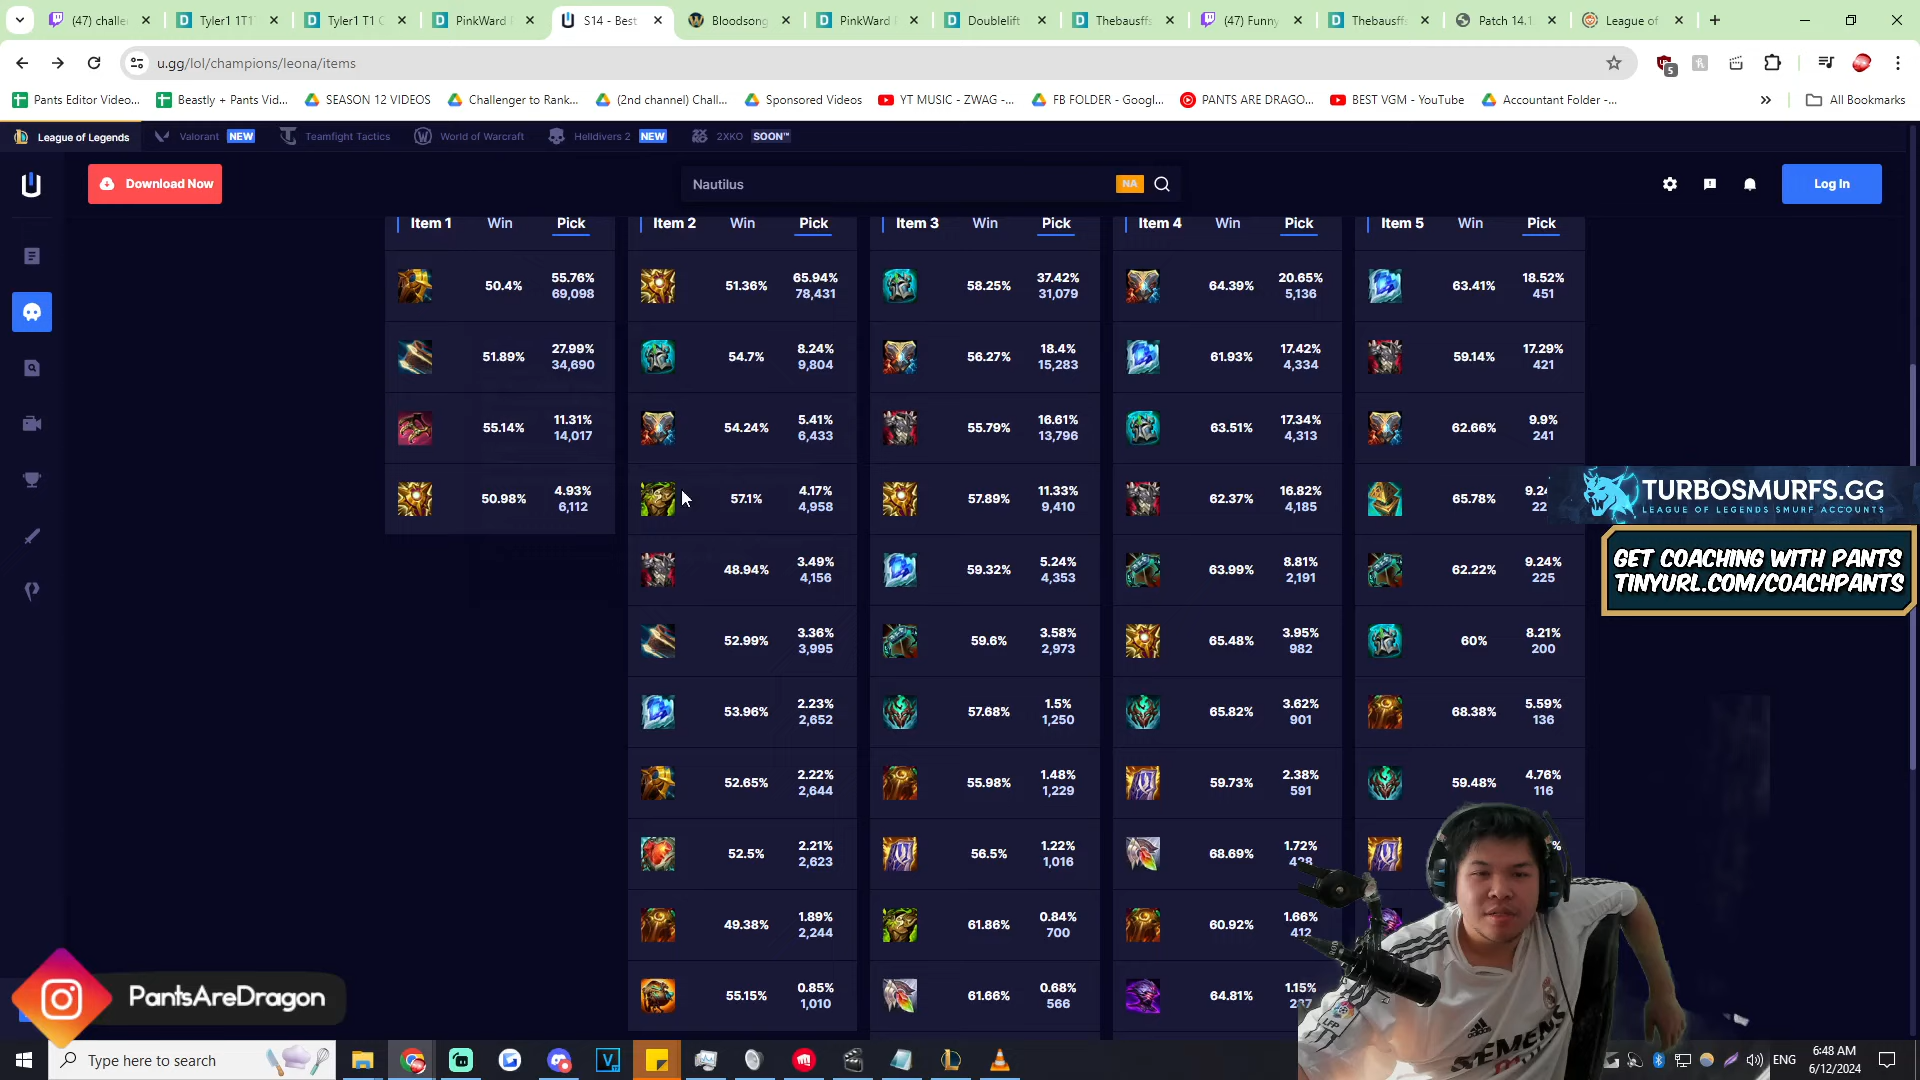 (47) challe
Tyler1 1T1
Tyler1 T1 C
PinkWard
S14 - Best
Bloodsong
PinkWard
Doublelift
Thebausffs
(47) Funny
Thebausffs
Patch 14.1
League of
u.gg/lol/champions/leona/items
Pants Editor Video...
Beastly + Pants Vid...
SEASON 12 VIDEOS
Challenger to Rank...
(2nd channel) Chall...
Sponsored Videos
YT MUSIC - ZWAG -...
FB FOLDER - Googl...
PANTS ARE DRAGO...
BEST VGM - YouTube
Accountant Folder -...
All Bookmarks
League of Legends
Valorant NEW
Teamfight Tactics
World of Warcraft
Helldivers 2 NEW
2XKO SOON™
Download Now
Nautilus
NA
Log In
Item 1 Win Pick
Item 2 Win Pick
Item 3 Win Pick
Item 4 Win Pick
Item 5 Win Pick
50.4% 55.76%
69,098
51.36% 65.94%
78,431
58.25% 37.42%
31,079
64.39% 20.65%
5,136
63.41% 18.52%
451
51.89% 27.99%
34,690
54.7% 8.24%
9,804
56.27% 18.4%
15,283
61.93% 17.42%
4,334
59.14% 17.29%
421
55.14% 11.31%
14,017
54.24% 5.41%
6,433
55.79% 16.61%
13,796
63.51% 17.34%
4,313
62.66% 9.9%
241
50.98% 4.93%
6,112
57.1% 4.17%
4,958
57.89% 11.33%
9,410
62.37% 16.82%
4,185
65.78% 9.24
22
48.94% 3.49%
4,156
59.32% 5.24%
4,353
63.99% 8.81%
2,191
62.22% 9.24%
225
52.99% 3.36%
3,995
59.6% 3.58%
2,973
65.48% 3.95%
982
60% 8.21%
200
53.96% 2.23%
2,652
57.68% 1.5%
1,250
65.82% 3.62%
901
68.38% 5.59%
136
52.65% 2.22%
2,644
55.98% 1.48%
1,229
59.73% 2.38%
591
59.48% 4.76%
116
52.5% 2.21%
2,623
56.5% 1.22%
1,016
68.69% 1.72%
428
49.38% 1.89%
2,244
61.86% 0.84%
700
60.92% 1.66%
412
55.15% 0.85%
1,010
61.66% 0.68%
566
64.81% 1.15%
TURBOSMURFS.GG
LEAGUE OF LEGENDS SMURF ACCOUNTS
GET COACHING WITH PANTS
TINYURL.COM/COACHPANTS
PantsAreDragon
LFP
SIEMENS
Type here to search
ENG
6:48 AM
6/12/2024